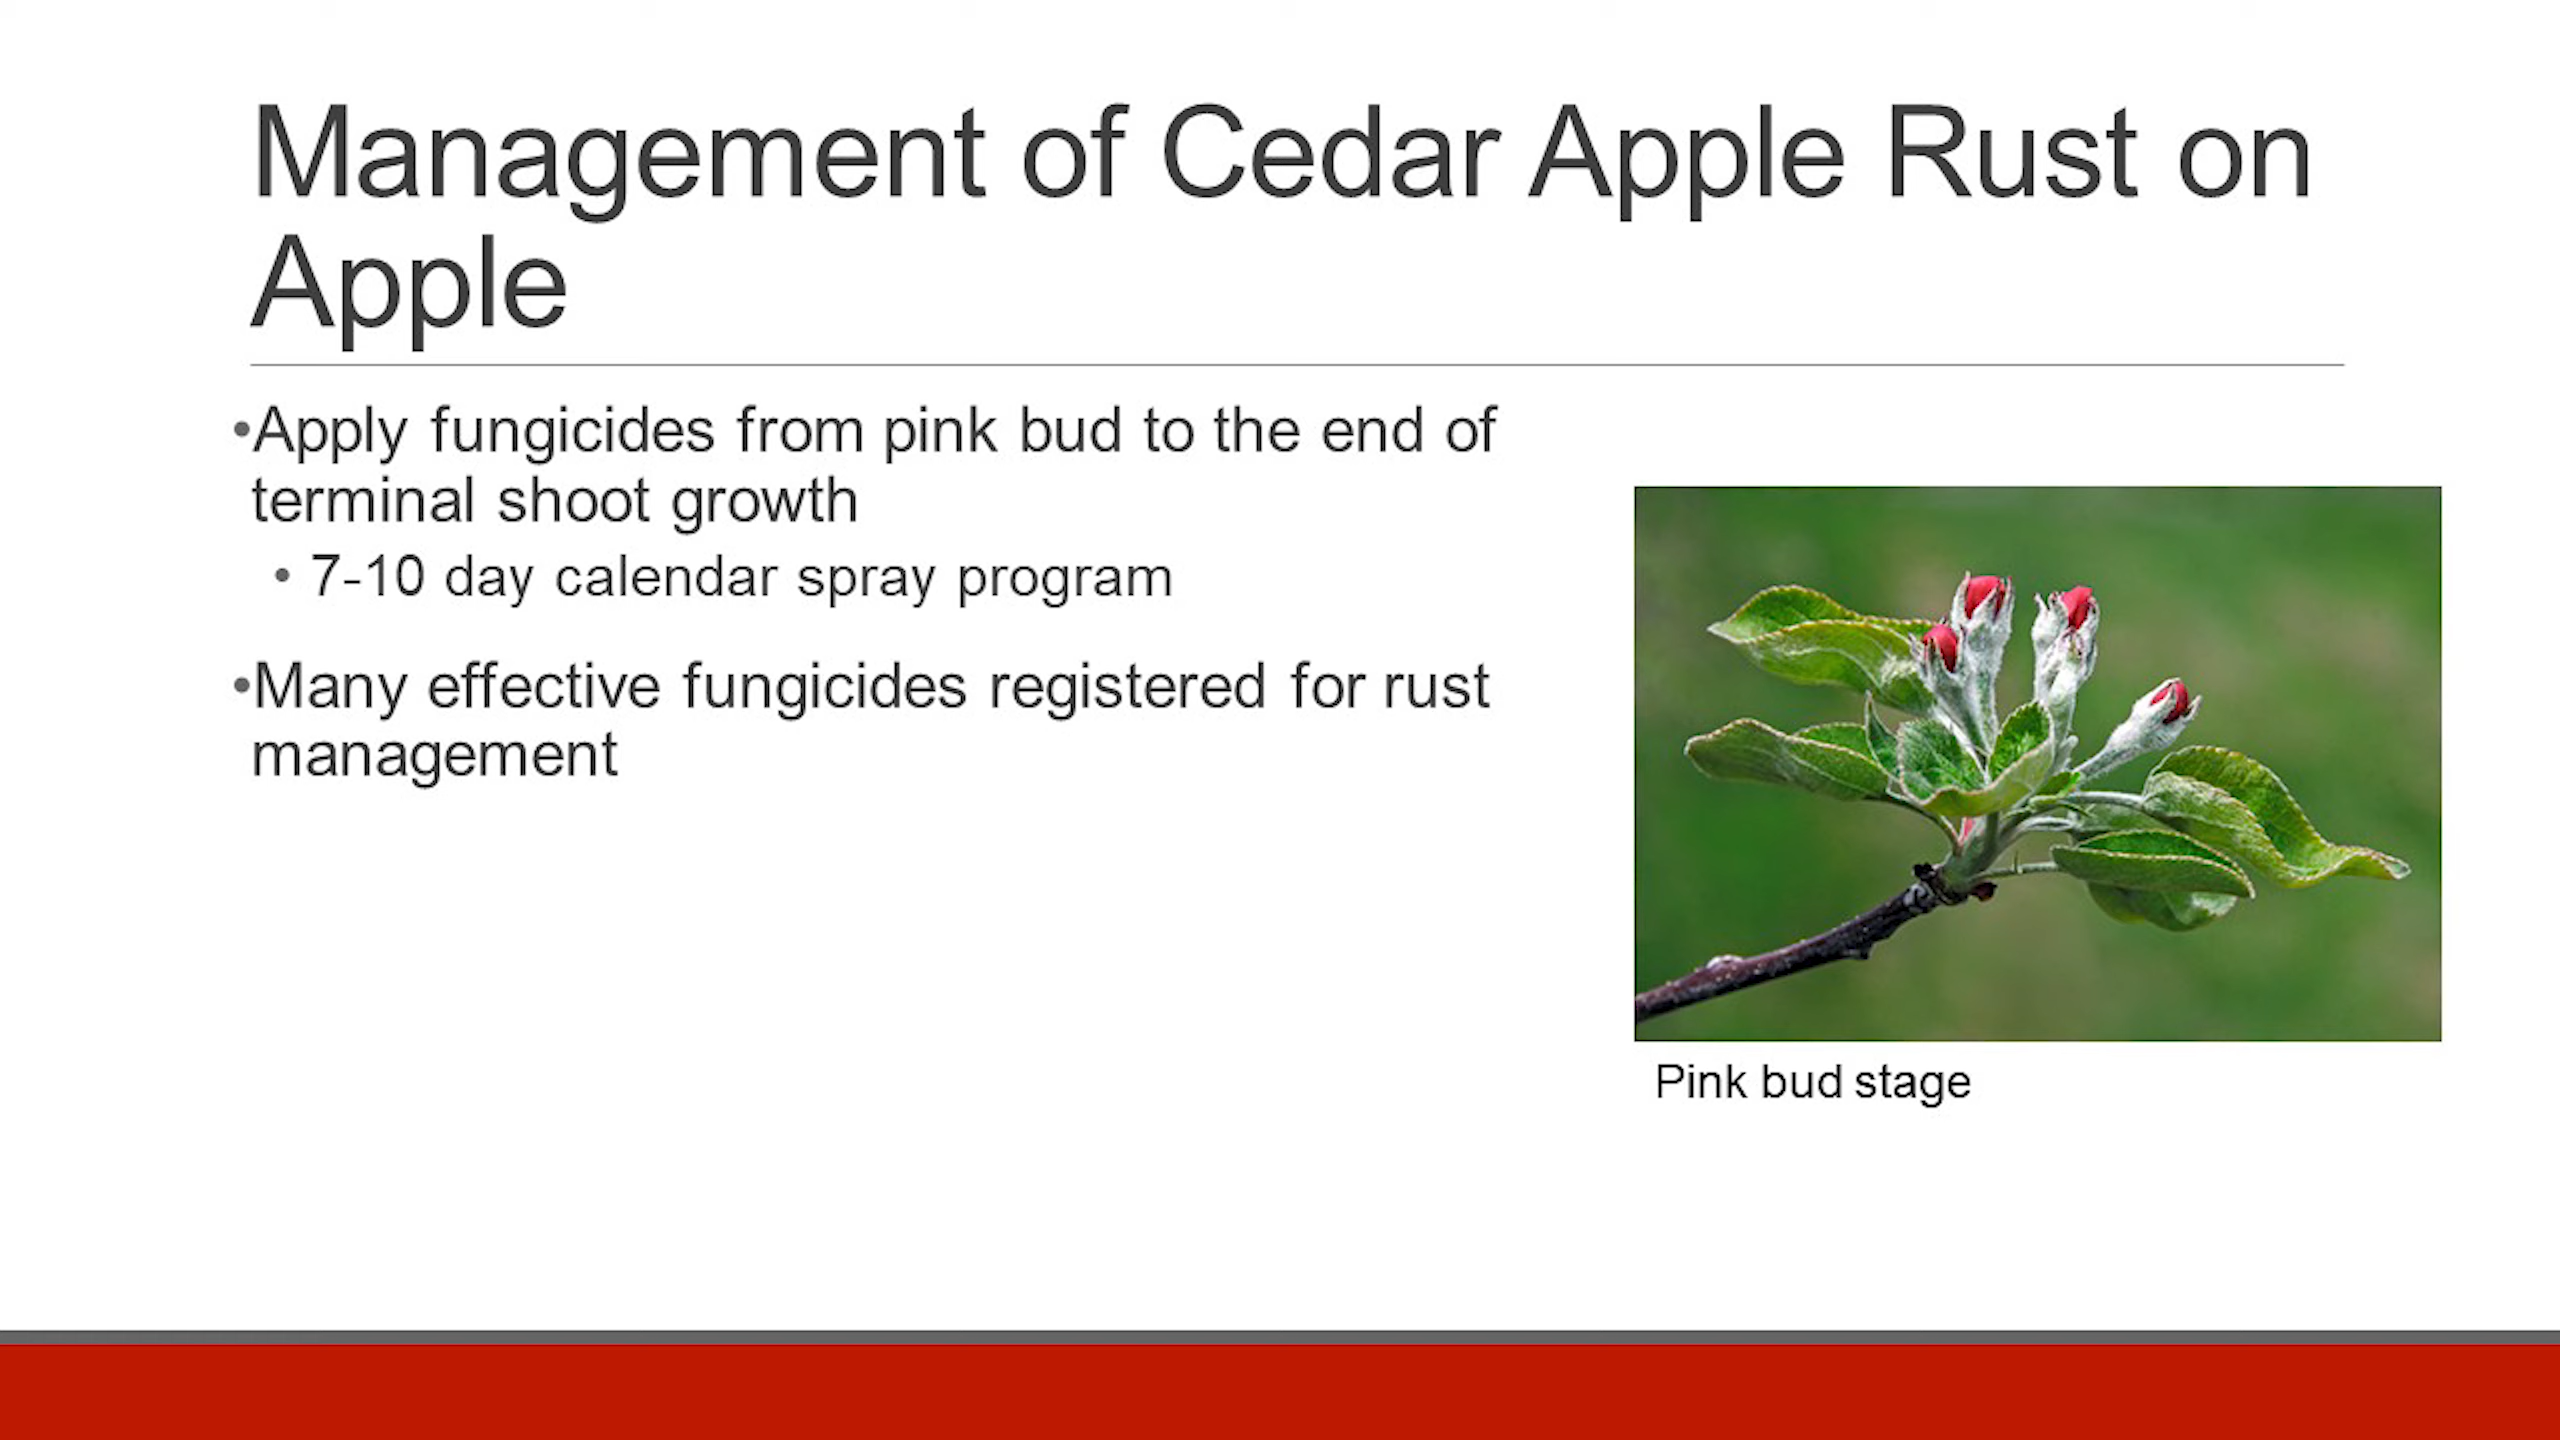 Management of Cedar Apple Rust on
Apple
•Apply fungicides from pink bud to the end of
terminal shoot growth
• 7-10 day calendar spray program
•Many effective fungicides registered for rust
management
Pink bud stage